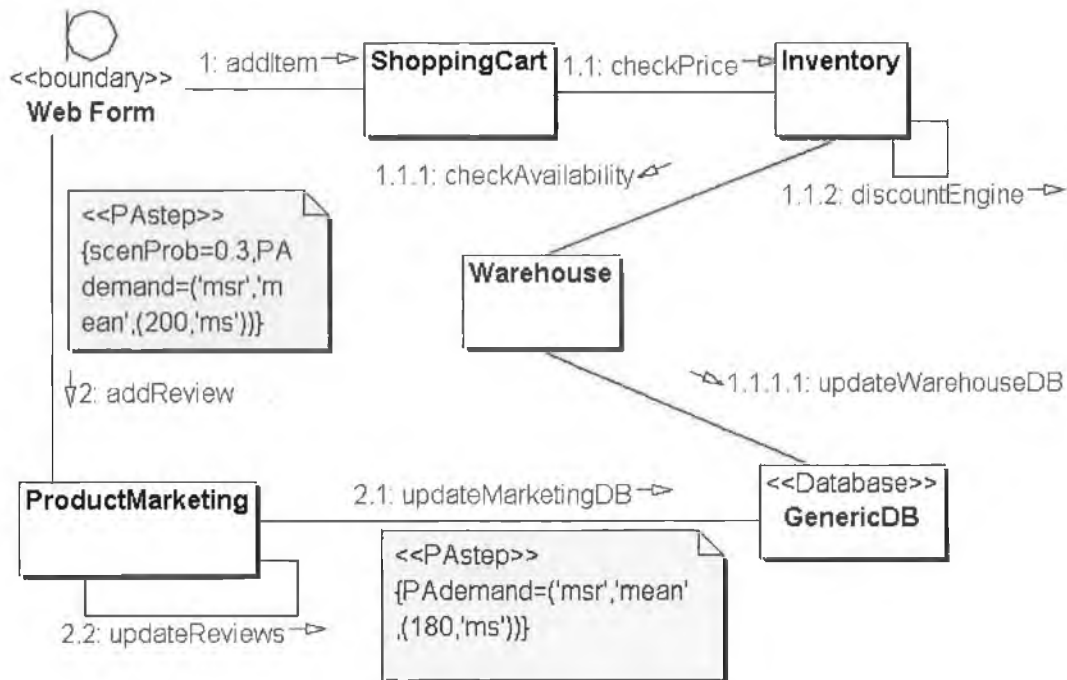 1: addItem
ShoppingCart
1.1: checkPrice
Inventory
<<boundary>>
Web Form
1.1.1: checkAvailability
1.1.2: discountEngine
<<PAstep>>
{scenProb=0.3,PA
demand=('msr','m
ean',(200,'ms'))}
Warehouse
2: addReview
1.1.1.1: updateWarehouseDB
ProductMarketing
2.1: updateMarketingDB
<<Database>>
GenericDB
<<PAstep>>
{PAdemand=('msr','mean'
,(180,'ms'))}
2.2: updateReviews